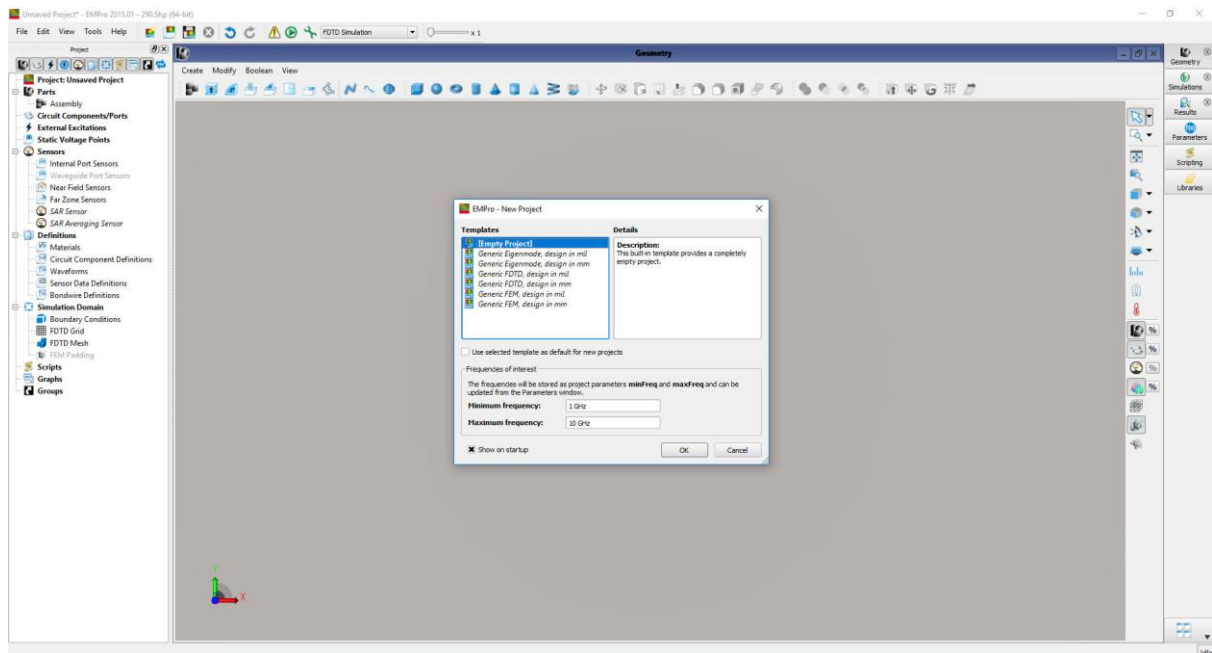 Unsaved Project* - EMPro 2015.01 - 290.Shp (64-bit)
File Edit View Tools Help
FDTD Simulation
x 1
Project
Project: Unsaved Project
Parts
Assembly
Circuit Components/Ports
External Excitations
Static Voltage Points
Sensors
Internal Port Sensors
Waveguide Port Sensors
Near Field Sensors
Far Zone Sensors
SAR Sensor
SAR Averaging Sensor
Definitions
Materials
Circuit Component Definitions
Waveforms
Sensor Data Definitions
Bondwire Definitions
Simulation Domain
Boundary Conditions
FDTD Grid
FDTD Mesh
FEM Padding
Scripts
Graphs
Groups
Geometry
Create Modify Boolean View
EMPro - New Project
Templates
[Empty Project]
Generic Eigenmode, design in mil
Generic Eigenmode, design in mm
Generic FDTD, design in mil
Generic FDTD, design in mm
Generic FEM, design in mil
Generic FEM, design in mm
Details
Description:
This built-in template provides a completely
empty project.
Use selected template as default for new projects
Frequencies of interest
The frequencies will be stored as project parameters minFreq and maxFreq and can be
updated from the Parameters window.
Minimum frequency: 1 GHz
Maximum frequency: 10 GHz
Show on startup
OK Cancel
Y
X
Geometry
Simulations
Results
Parameters
Scripting
Libraries
%
%
%
%